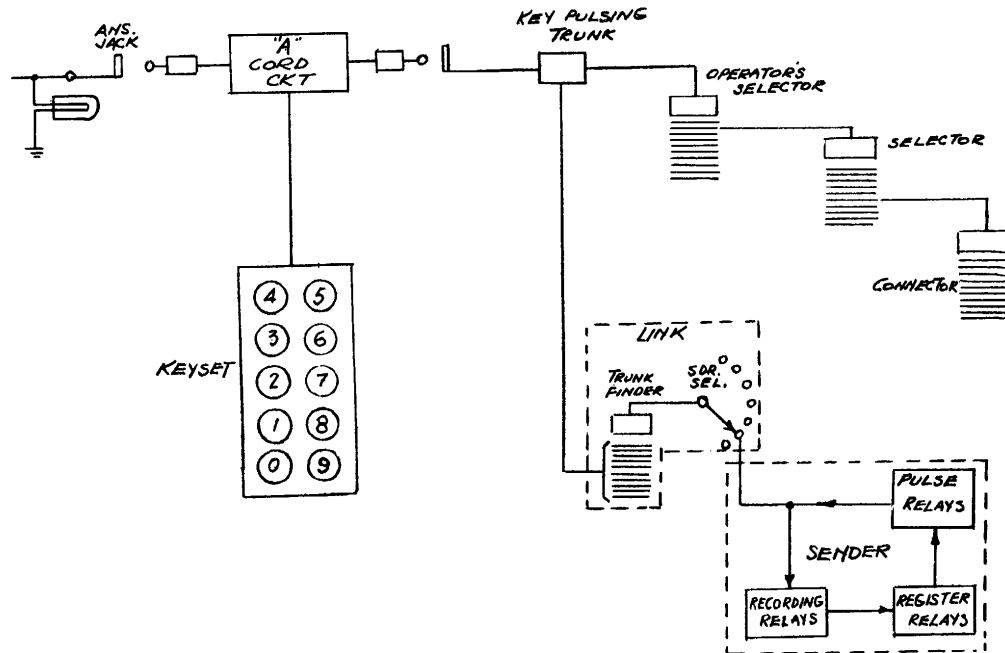 ANS.
JACK
"A"
CORD
CKT
KEY PULSING
TRUNK
OPERATOR'S
SELECTOR
SELECTOR
CONNECTOR
KEYSET
4 5
3 6
2 7
1 8
0 9
LINK
TRUNK
FINDER
SDR.
SEL.
PULSE
RELAYS
SENDER
RECORDING
RELAYS
REGISTER
RELAYS